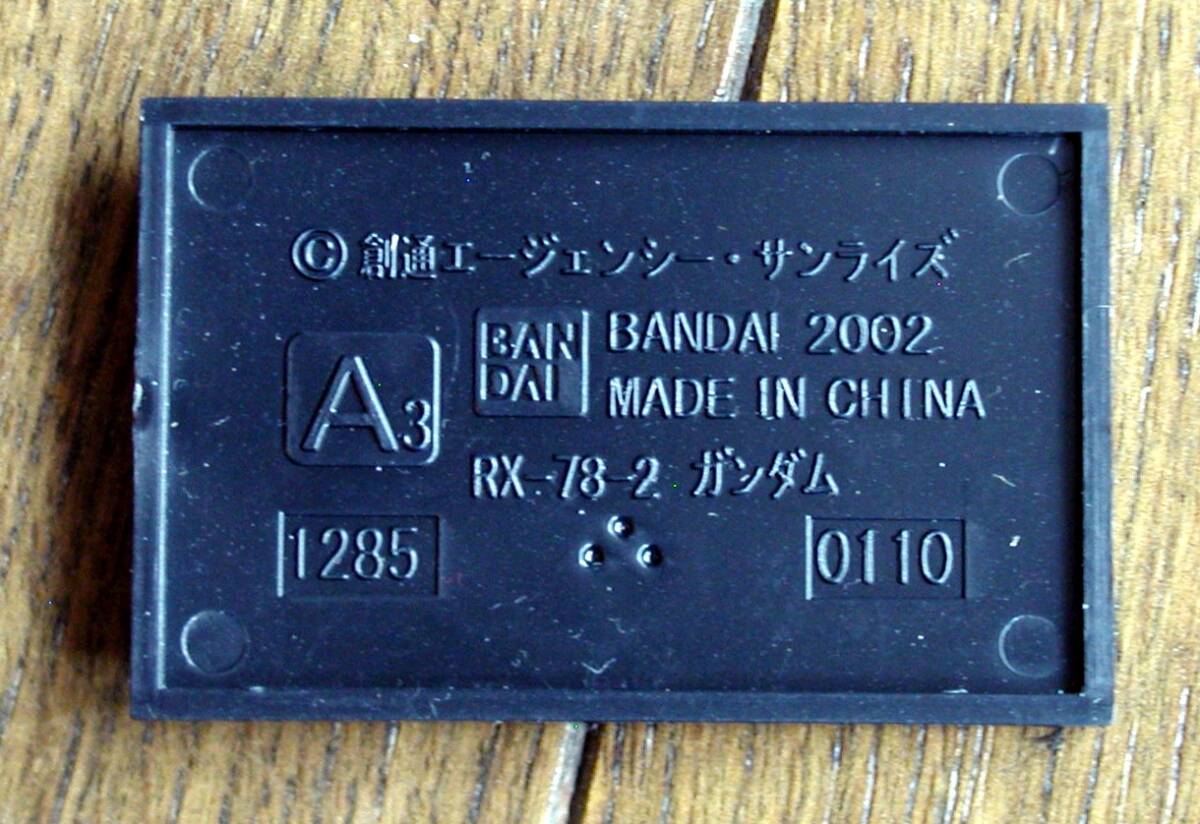 © 創通エージェンシー・サンライズ
A3
BAN
DAI
BANDAI 2002
MADE IN CHINA
RX-78-2 ガンダム
1285
0110